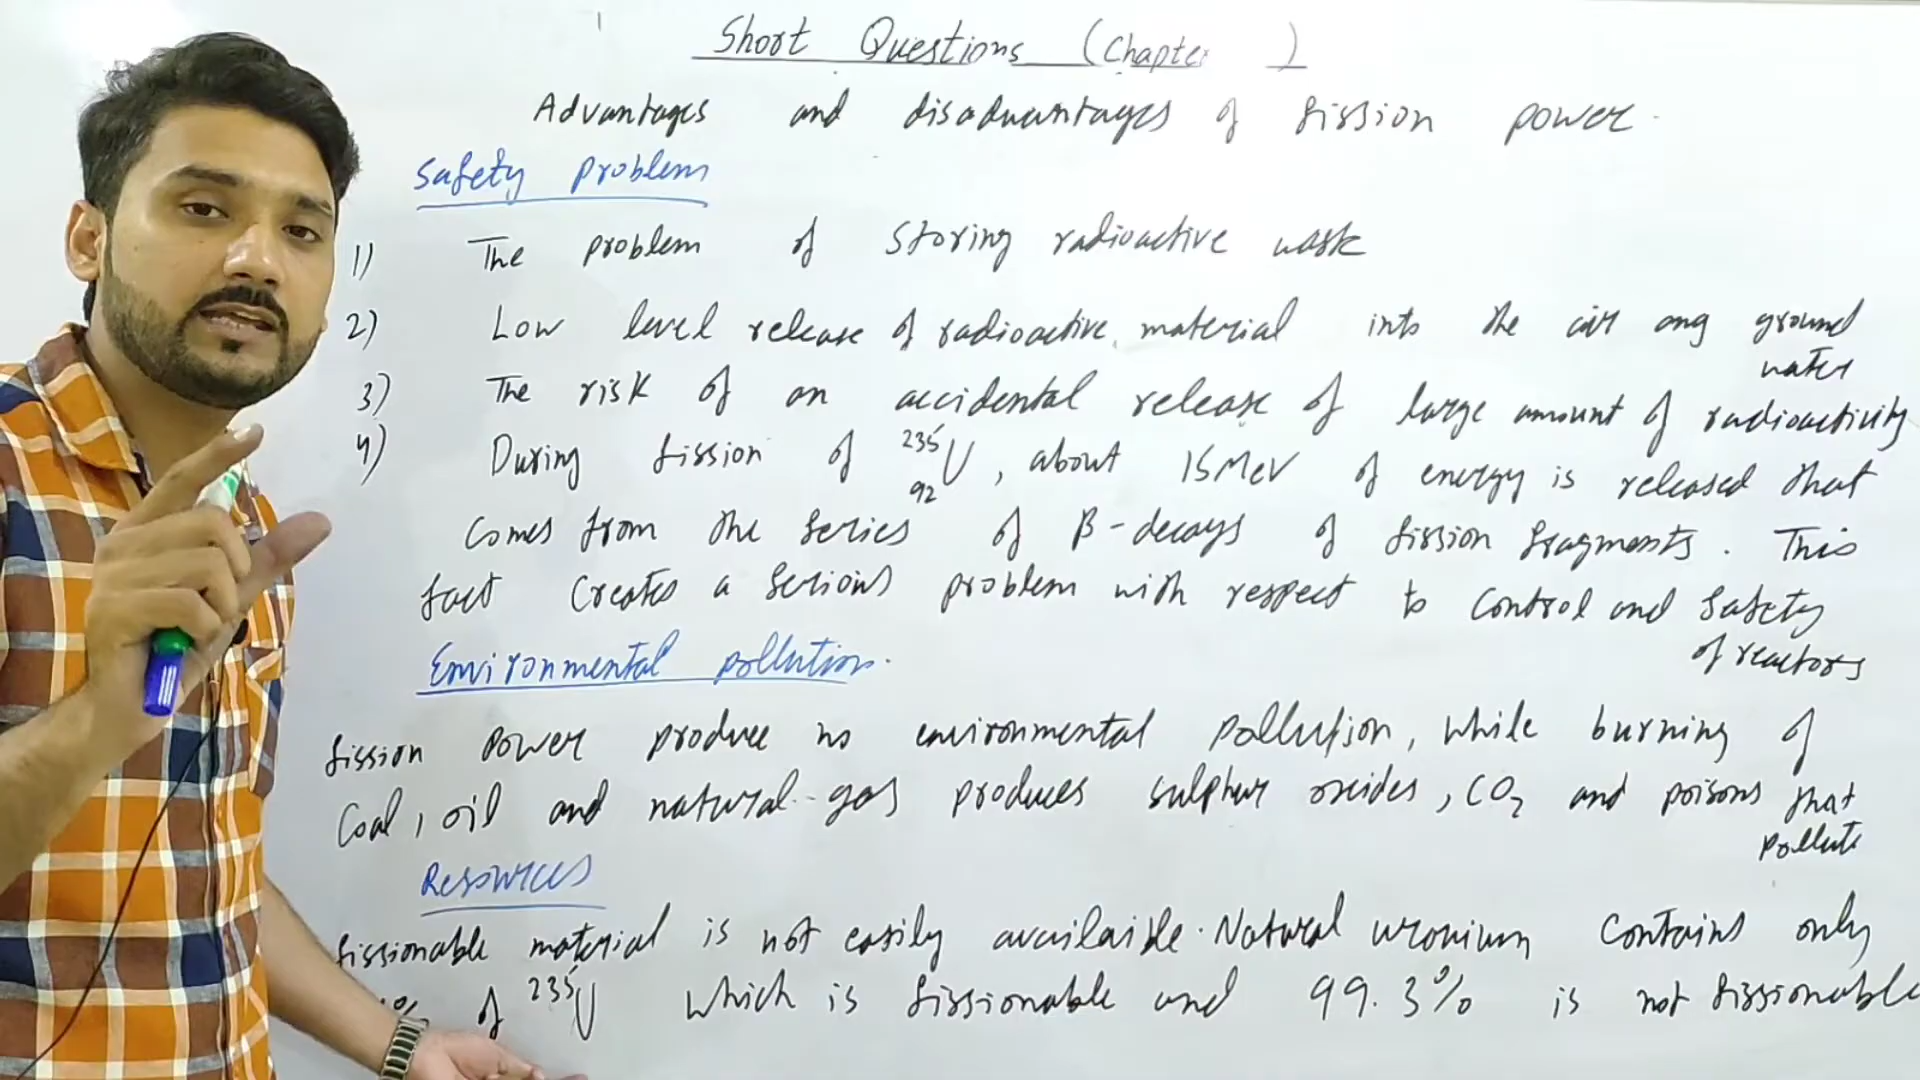 Short Questions (Chapter )
Advantages and disadvantages of fission power.
Safety problem
1) The problem of storing radioactive waste
2) Low level release of radioactive material into the air and ground water
3) The risk of an accidental release of large amount of radioactivity
4) During fission of 235 92 U, about 15 MeV of energy is released that
comes from the series of β-decays of fission fragments. This
fact creates a serious problem with respect to control and safety
of reactors
Environmental pollution.
fission power produce no environmental pollution, while burning of
Coal, oil and natural gas produces sulphur oxides, CO2 and poisons that
pollute
Resources
fissionable material is not easily available. Natural uranium contains only
% of 235U which is fissionable and 99.3% is not fissionable